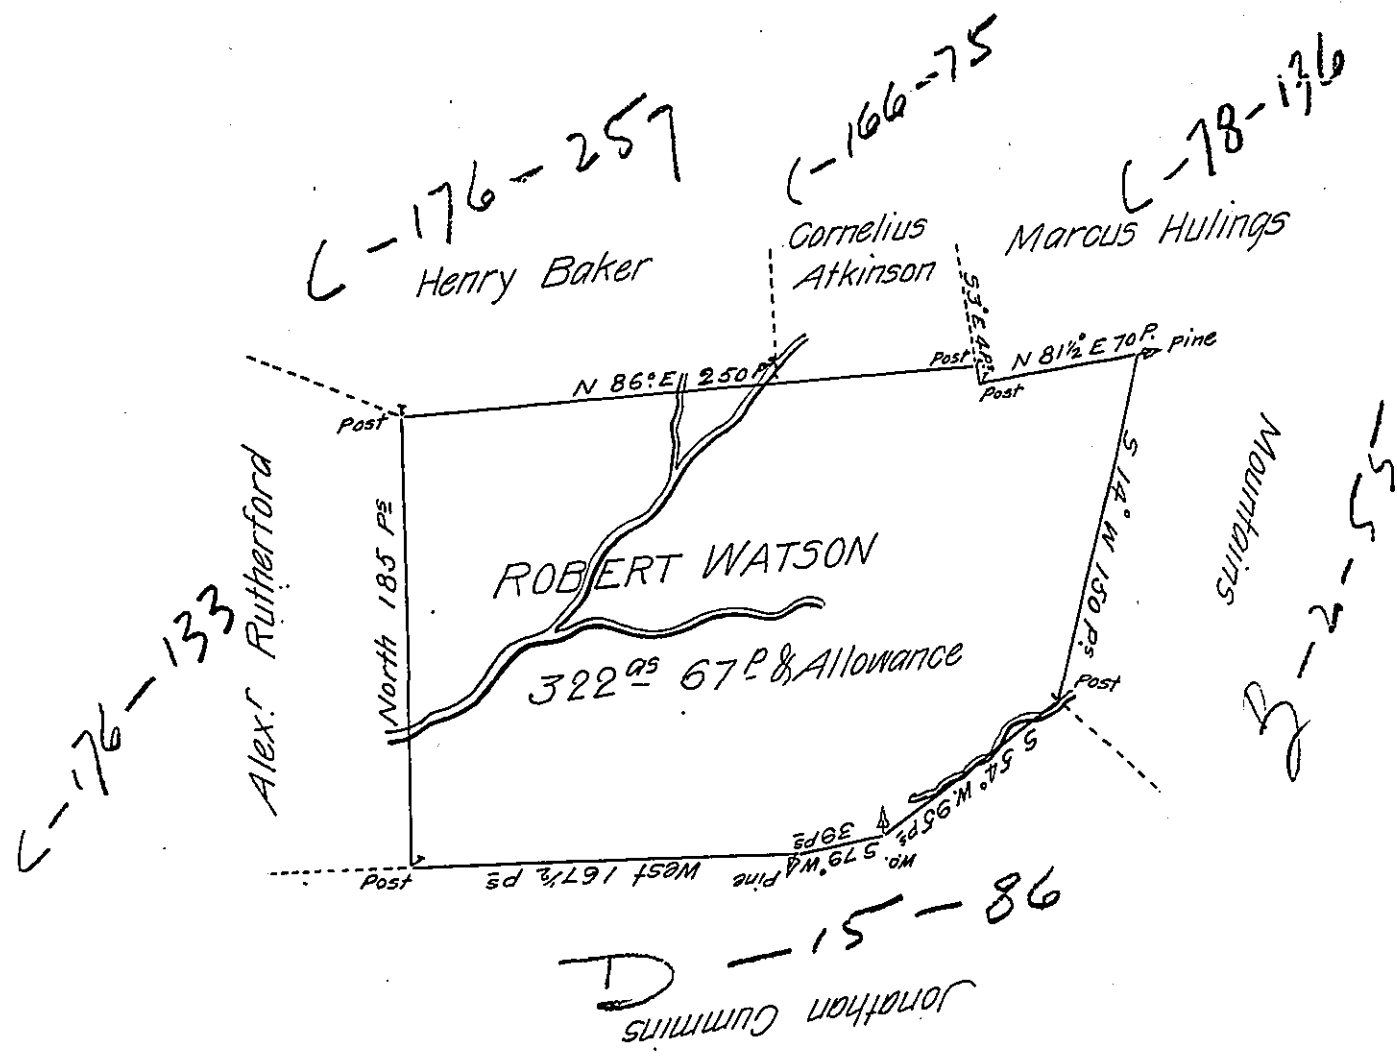 C-176-257
C-166-75
C-78-136
Henry Baker
Cornelius
Atkinson
Marcus Hulings
S 3° E 4 Ps.
Post
N 86° E 250 P.
Post
N 81½° E 70 P.
Pine
Post
Alex.r Rutherford
C-176-133
North 185 Ps
ROBERT WATSON
322 as 67 P & Allowance
S 14° W 150 Ps
Mountains
Post
S 54° W. 95 Ps
Wo.
S 79° W.
39 Ps
Pine
West 167½ Ps
Post
D-15-86
Jonathan Cummins